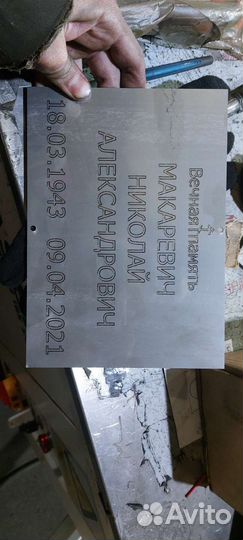 Вечная память
МАКАРЕВИЧ
НИКОЛАЙ
АЛЕКСАНДРОВИЧ
18.03.1943 09.04.2021
Avito